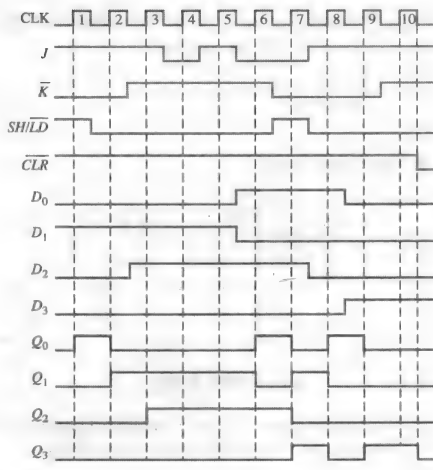 CLK 1 2 3 4 5 6 7 8 9 10
J
K̅
SH/L̅D̅
C̅L̅R̅
D₀
D₁
D₂
D₃
Q₀
Q₁
Q₂
Q₃